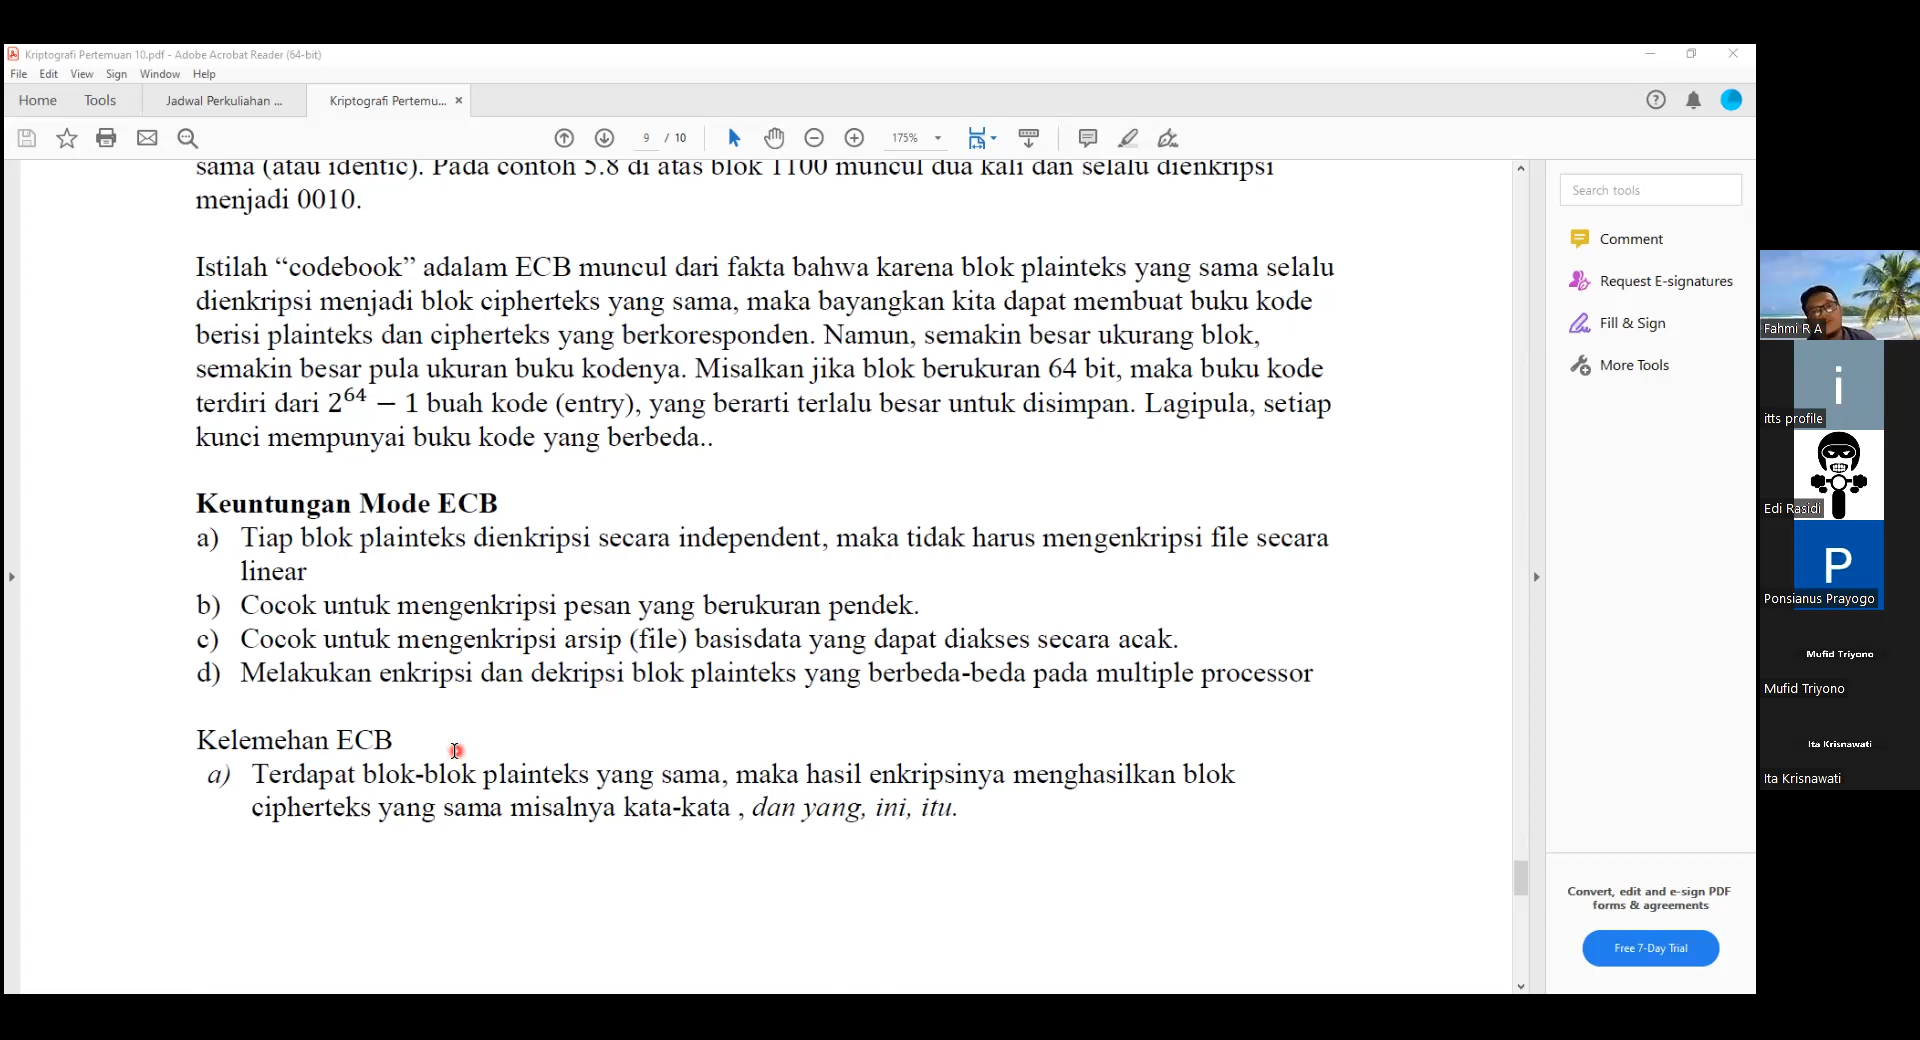 Kriptografi Pertemuan 10.pdf - Adobe Acrobat Reader (64-bit)
File Edit View Sign Window Help
Home Tools Jadwal Perkuliahan ... Kriptografi Pertemu... ×
9 / 10 175%
sama (atau identic). Pada contoh 5.8 di atas blok 1100 muncul dua kali dan selalu dienkripsi
menjadi 0010.
Istilah “codebook” adalam ECB muncul dari fakta bahwa karena blok plainteks yang sama selalu
dienkripsi menjadi blok cipherteks yang sama, maka bayangkan kita dapat membuat buku kode
berisi plainteks dan cipherteks yang berkoresponden. Namun, semakin besar ukurang blok,
semakin besar pula ukuran buku kodenya. Misalkan jika blok berukuran 64 bit, maka buku kode
terdiri dari 2⁶⁴ − 1 buah kode (entry), yang berarti terlalu besar untuk disimpan. Lagipula, setiap
kunci mempunyai buku kode yang berbeda..
Keuntungan Mode ECB
a) Tiap blok plainteks dienkripsi secara independent, maka tidak harus mengenkripsi file secara
linear
b) Cocok untuk mengenkripsi pesan yang berukuran pendek.
c) Cocok untuk mengenkripsi arsip (file) basisdata yang dapat diakses secara acak.
d) Melakukan enkripsi dan dekripsi blok plainteks yang berbeda-beda pada multiple processor
Kelemehan ECB
a) Terdapat blok-blok plainteks yang sama, maka hasil enkripsinya menghasilkan blok
cipherteks yang sama misalnya kata-kata , dan yang, ini, itu.
Search tools
Comment
Request E-signatures
Fill & Sign
More Tools
Convert, edit and e-sign PDF
forms & agreements
Free 7-Day Trial
Fahmi R A
i
itts profile
Edi Rasidi
P
Ponsianus Prayogo
Mufid Triyono
Mufid Triyono
Ita Krisnawati
Ita Krisnawati